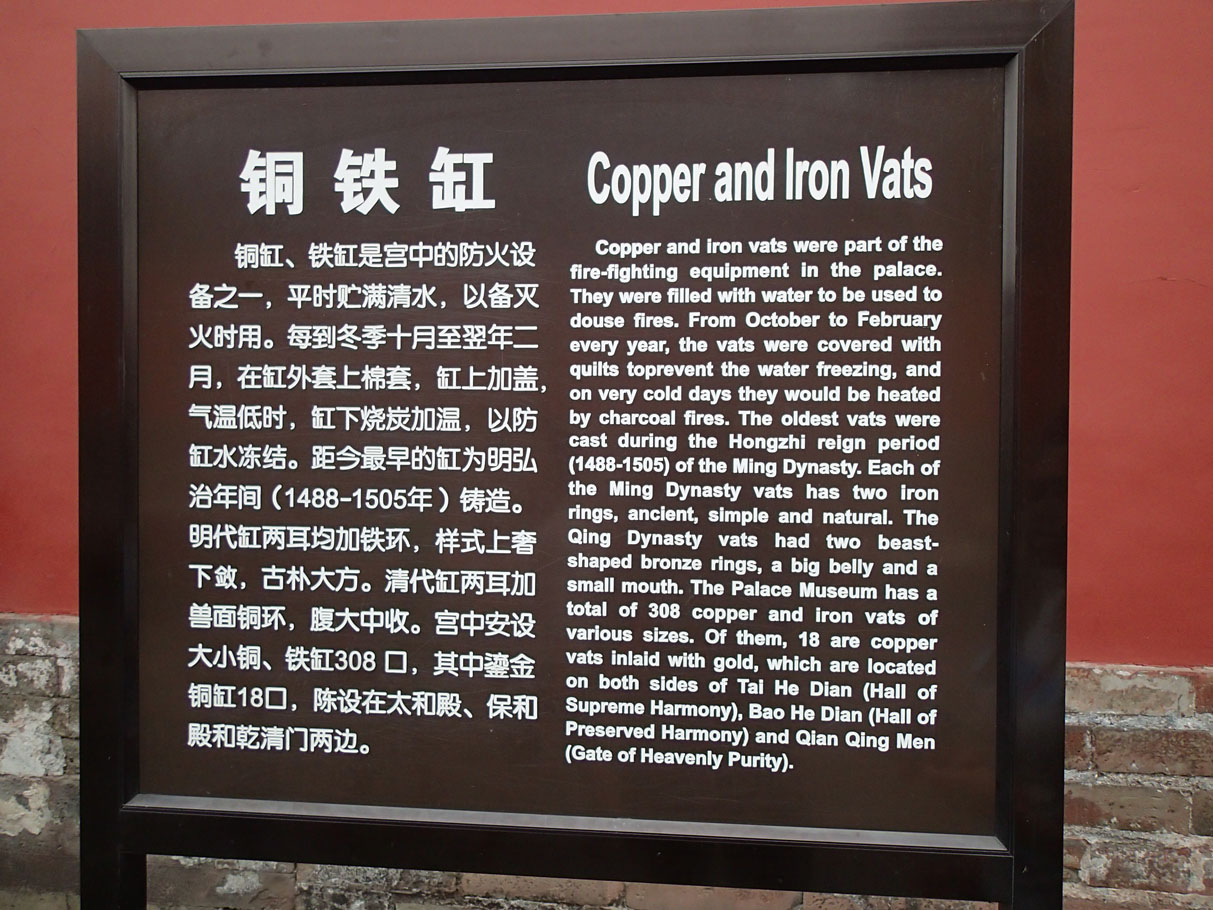 铜铁缸
铜缸、铁缸是宫中的防火设
备之一，平时贮满清水，以备灭
火时用。每到冬季十月至翌年二
月，在缸外套上棉套，缸上加盖，
气温低时，缸下烧炭加温，以防
缸水冻结。距今最早的缸为明弘
治年间（1488-1505年）铸造。
明代缸两耳均加铁环，样式上奢
下敛，古朴大方。清代缸两耳加
兽面铜环，腹大中收。宫中安设
大小铜、铁缸308 口，其中鎏金
铜缸18口，陈设在太和殿、保和
殿和乾清门两边。
Copper and Iron Vats
Copper and iron vats were part of the
fire-fighting equipment in the palace.
They were filled with water to be used to
douse fires. From October to February
every year, the vats were covered with
quilts toprevent the water freezing, and
on very cold days they would be heated
by charcoal fires. The oldest vats were
cast during the Hongzhi reign period
(1488-1505) of the Ming Dynasty. Each of
the Ming Dynasty vats has two iron
rings, ancient, simple and natural. The
Qing Dynasty vats had two beast-
shaped bronze rings, a big belly and a
small mouth. The Palace Museum has a
total of 308 copper and iron vats of
various sizes. Of them, 18 are copper
vats inlaid with gold, which are located
on both sides of Tai He Dian (Hall of
Supreme Harmony), Bao He Dian (Hall of
Preserved Harmony) and Qian Qing Men
(Gate of Heavenly Purity).